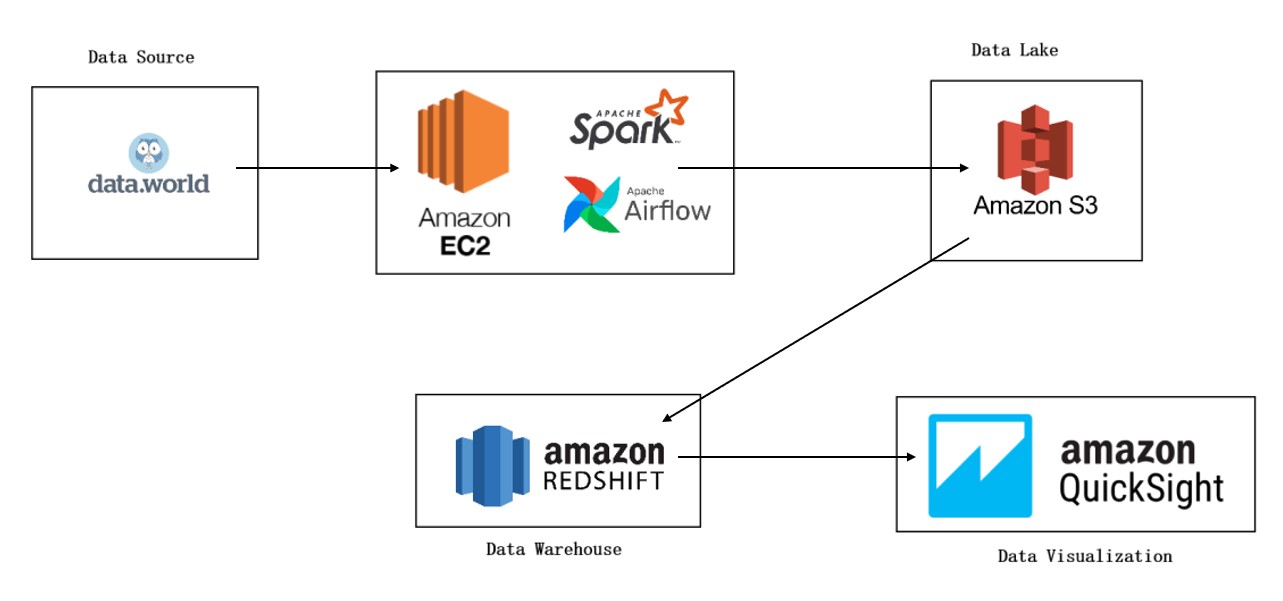 Data Source
data.world
Amazon
EC2
APACHE
Spark
Apache
Airflow
Data Lake
Amazon S3
amazon
REDSHIFT
Data Warehouse
amazon
QuickSight
Data Visualization